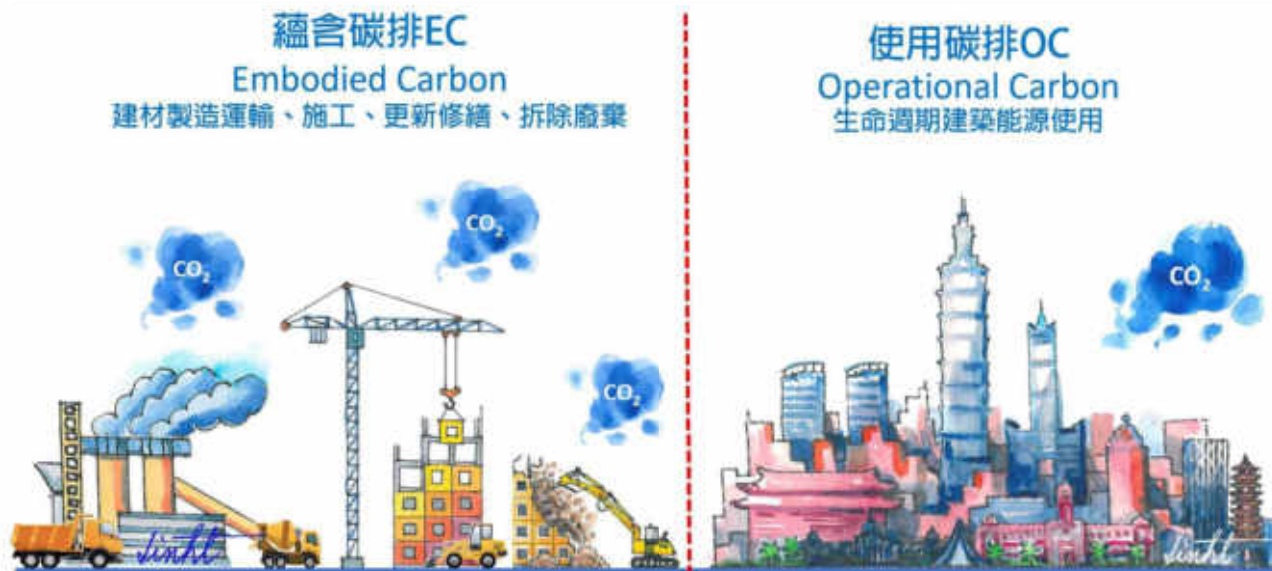 蘊含碳排EC
Embodied Carbon
建材製造運輸、施工、更新修繕、拆除廢棄
使用碳排OC
Operational Carbon
生命週期建築能源使用
CO₂
CO₂
CO₂
CO₂
Linhl
Linhl